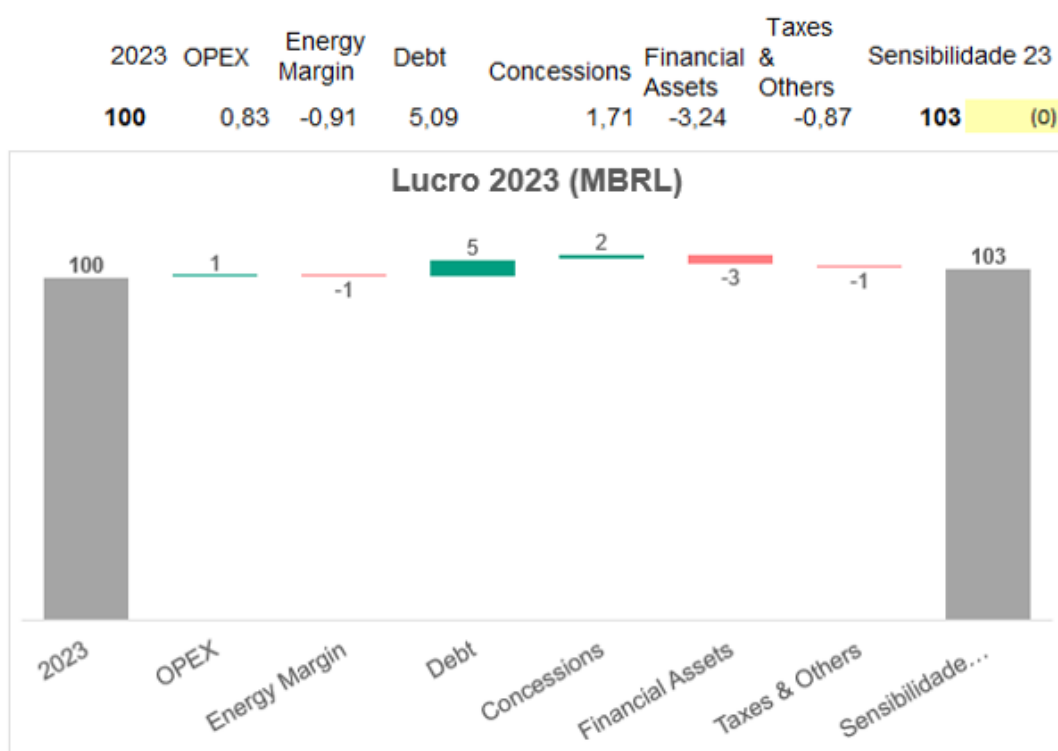 2023 OPEX Energy Margin Debt Concessions Financial Assets Taxes & Others Sensibilidade 23
100 0,83 -0,91 5,09 1,71 -3,24 -0,87 103 (0)
Lucro 2023 (MBRL)
100 1 -1 5 2 -3 -1 103
2023 OPEX Energy Margin Debt Concessions Financial Assets Taxes & Others Sensibilidade...